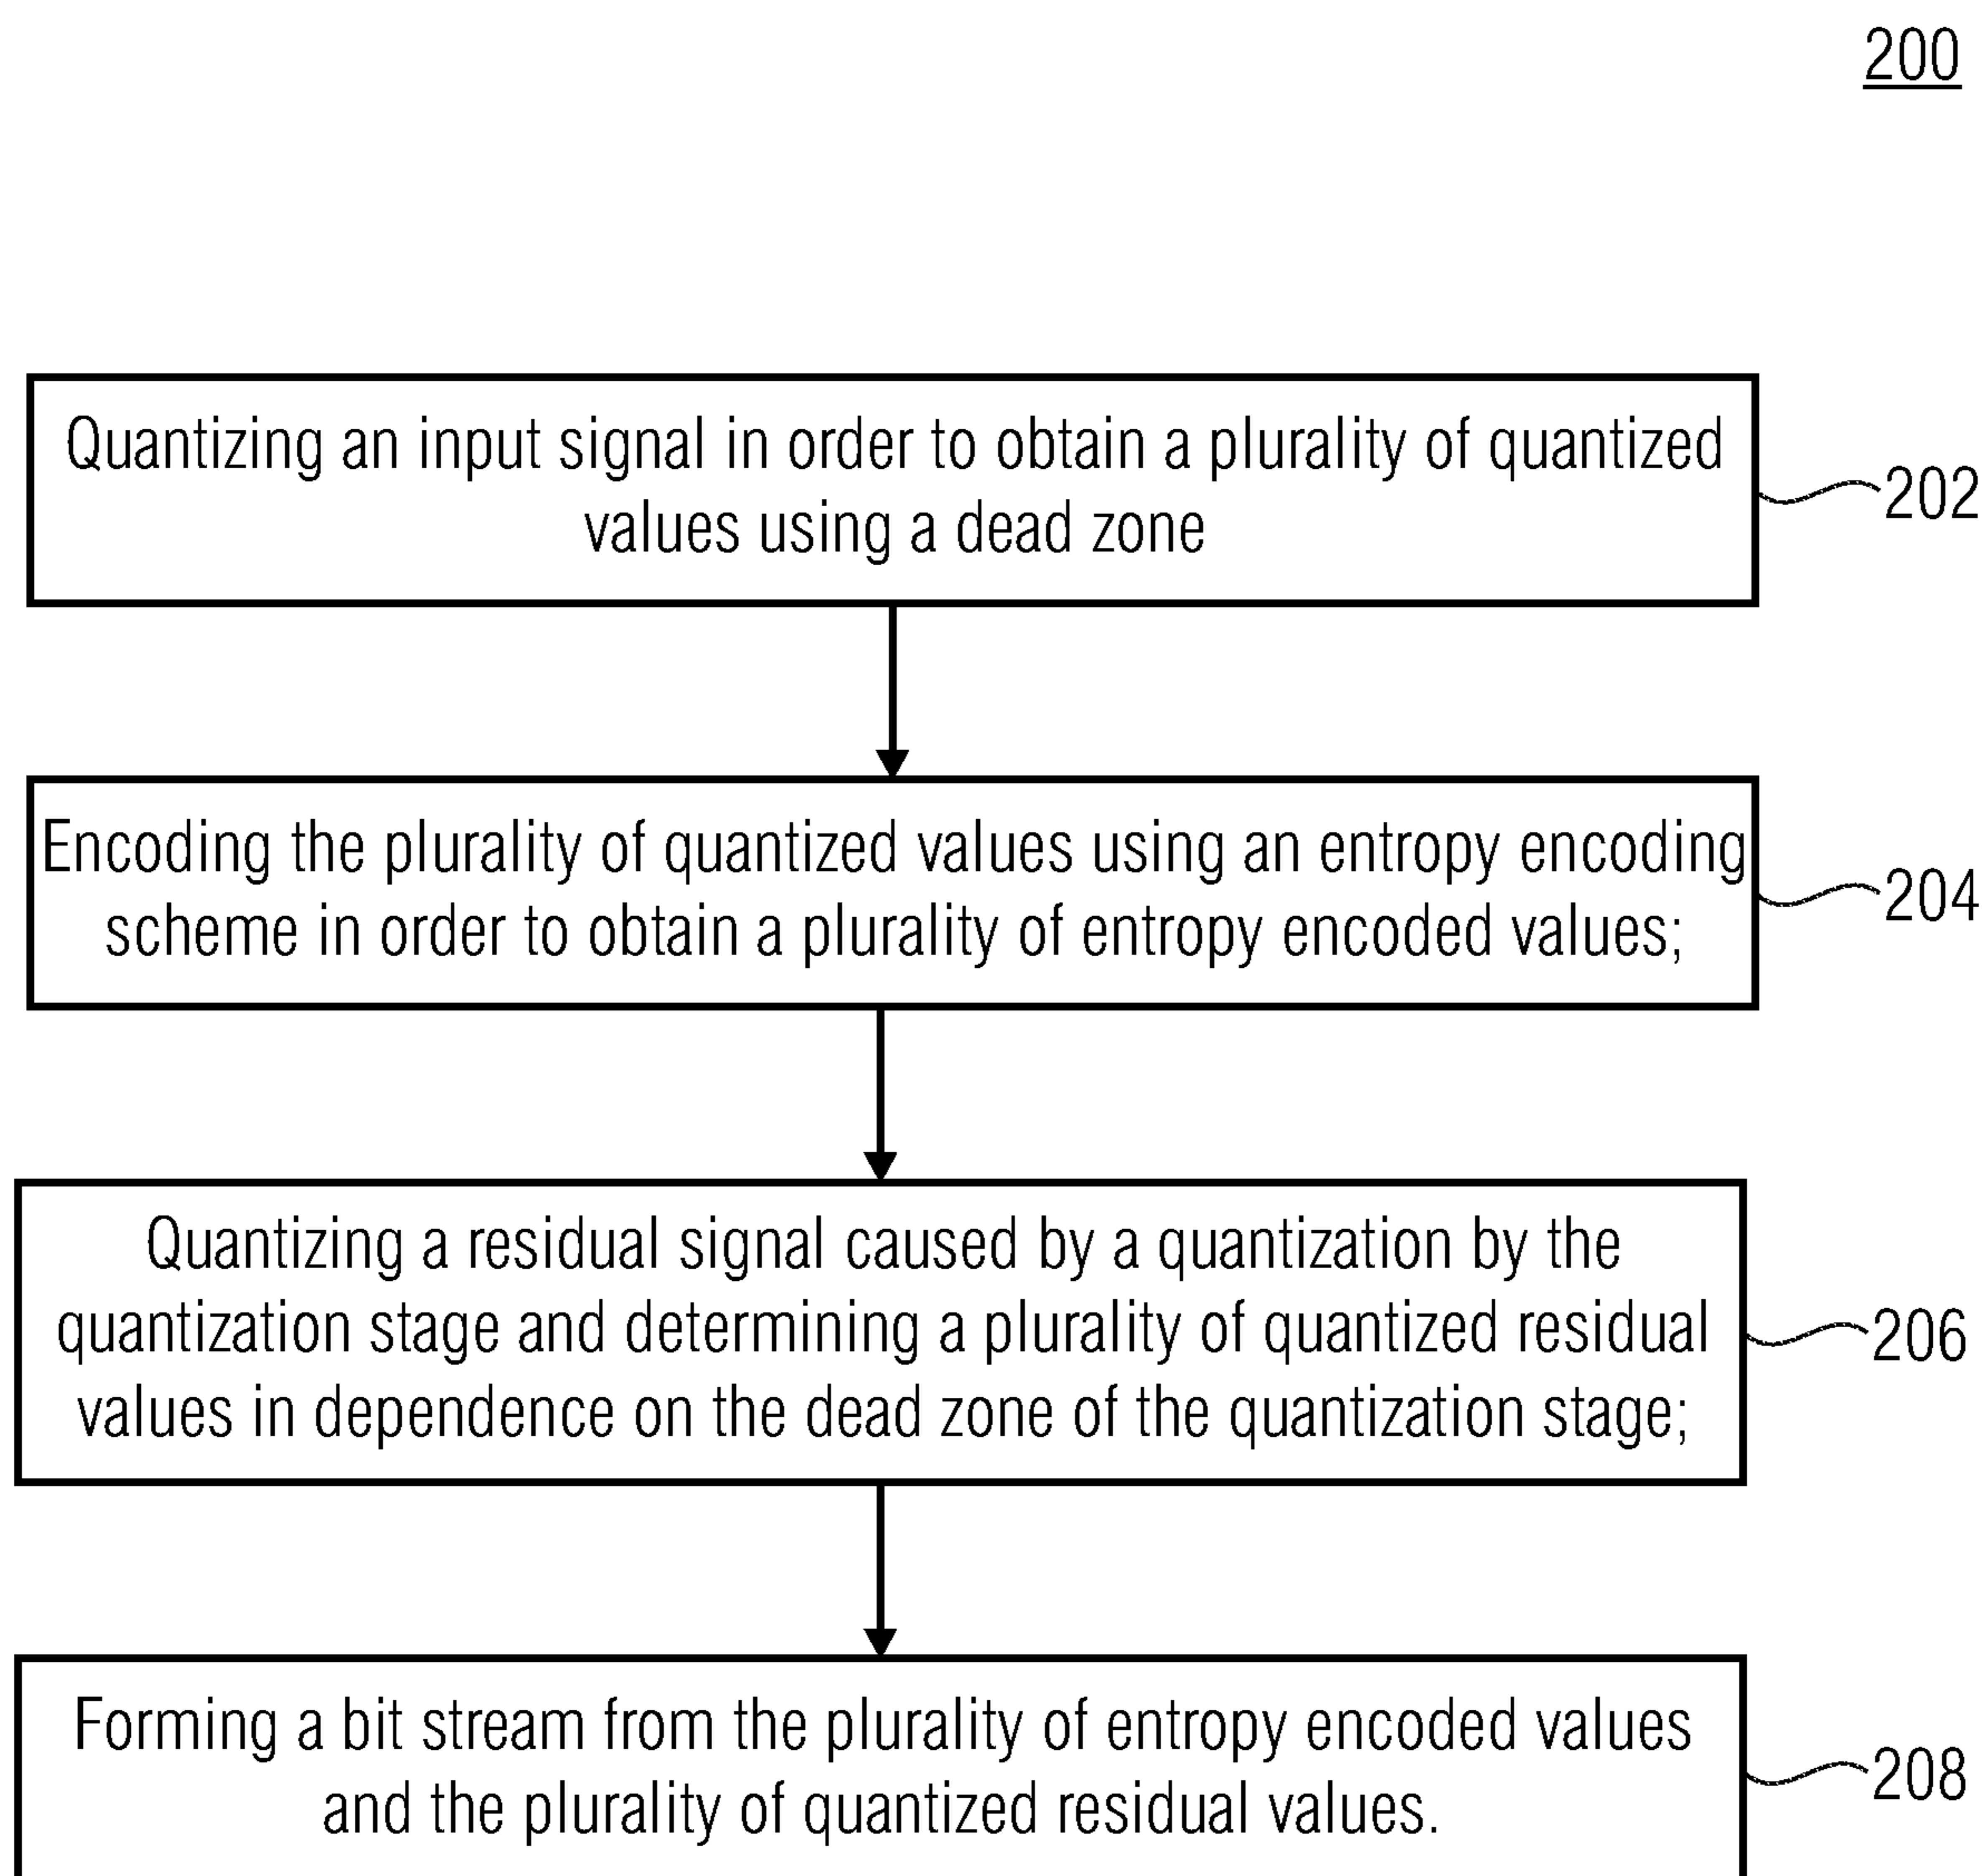 200
Quantizing an input signal in order to obtain a plurality of quantized
values using a dead zone
202
Encoding the plurality of quantized values using an entropy encoding
scheme in order to obtain a plurality of entropy encoded values;
204
Quantizing a residual signal caused by a quantization by the
quantization stage and determining a plurality of quantized residual
values in dependence on the dead zone of the quantization stage;
206
Forming a bit stream from the plurality of entropy encoded values
and the plurality of quantized residual values.
208